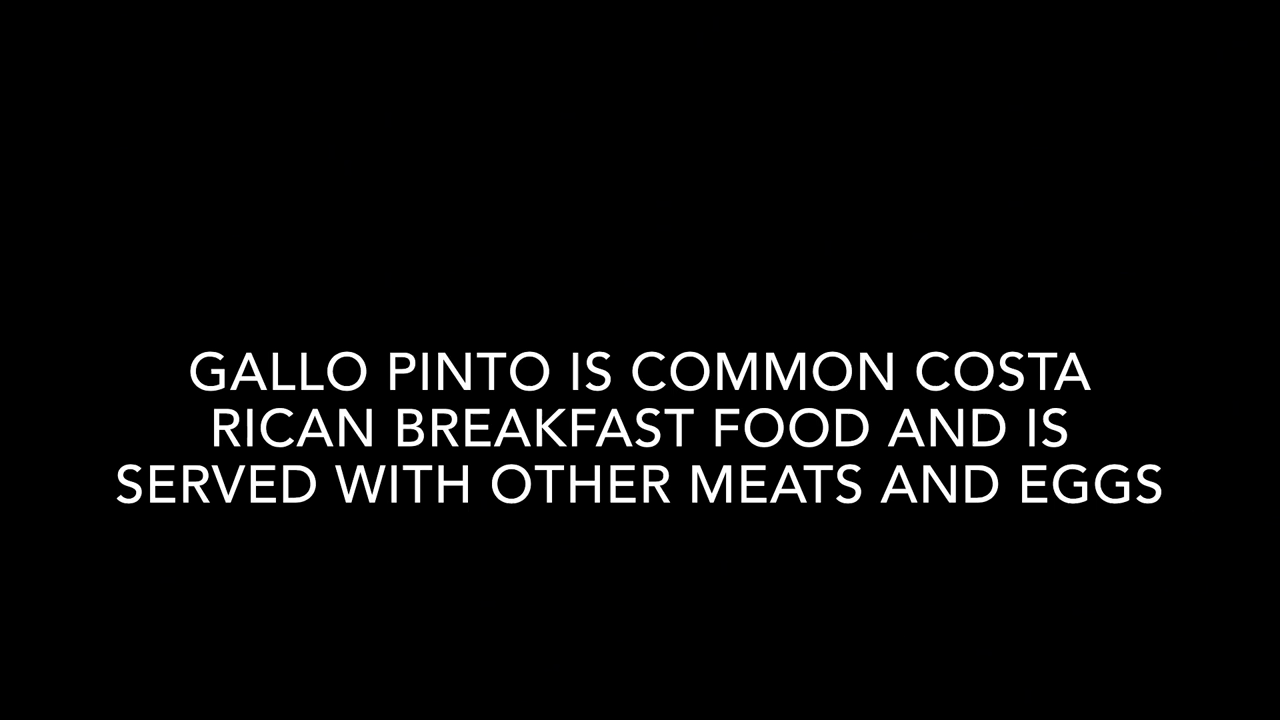 GALLO PINTO IS COMMON COSTA
RICAN BREAKFAST FOOD AND IS
SERVED WITH OTHER MEATS AND EGGS